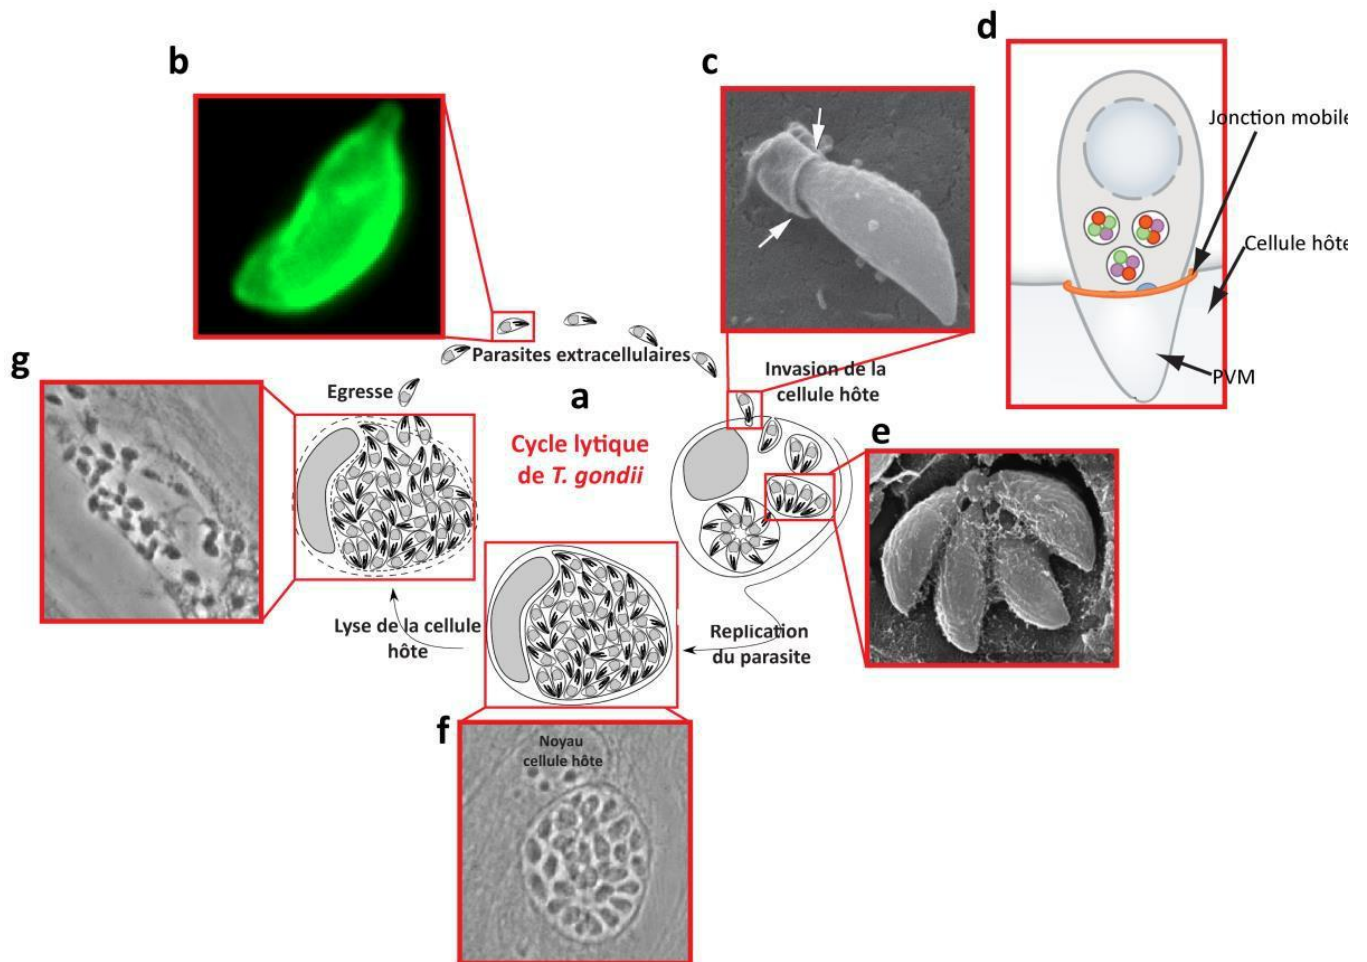 b
c
d
Jonction mobile
Cellule hôte
PVM
Parasites extracellulaires
g
Egresse
a
Cycle lytique
de T. gondii
Invasion de la
cellule hôte
e
Lyse de la cellule
hôte
Replication
du parasite
f
Noyau
cellule hôte